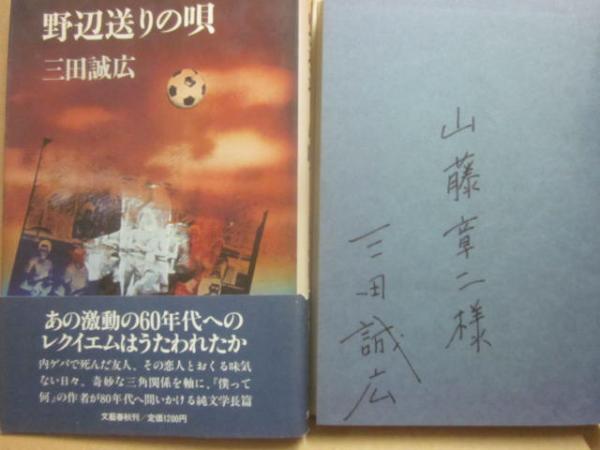 野辺送りの唄
三田誠広
あの激動の60年代への
レクイエムはうたわれたか
内ゲバで死んだ友人、その恋人とおくる味気
ない日々。奇妙な三角関係を軸に、『僕って
何』の作者が80年代へ問いかける純文学長篇
文藝春秋刊/定価1200円
山藤章二様
三田誠広